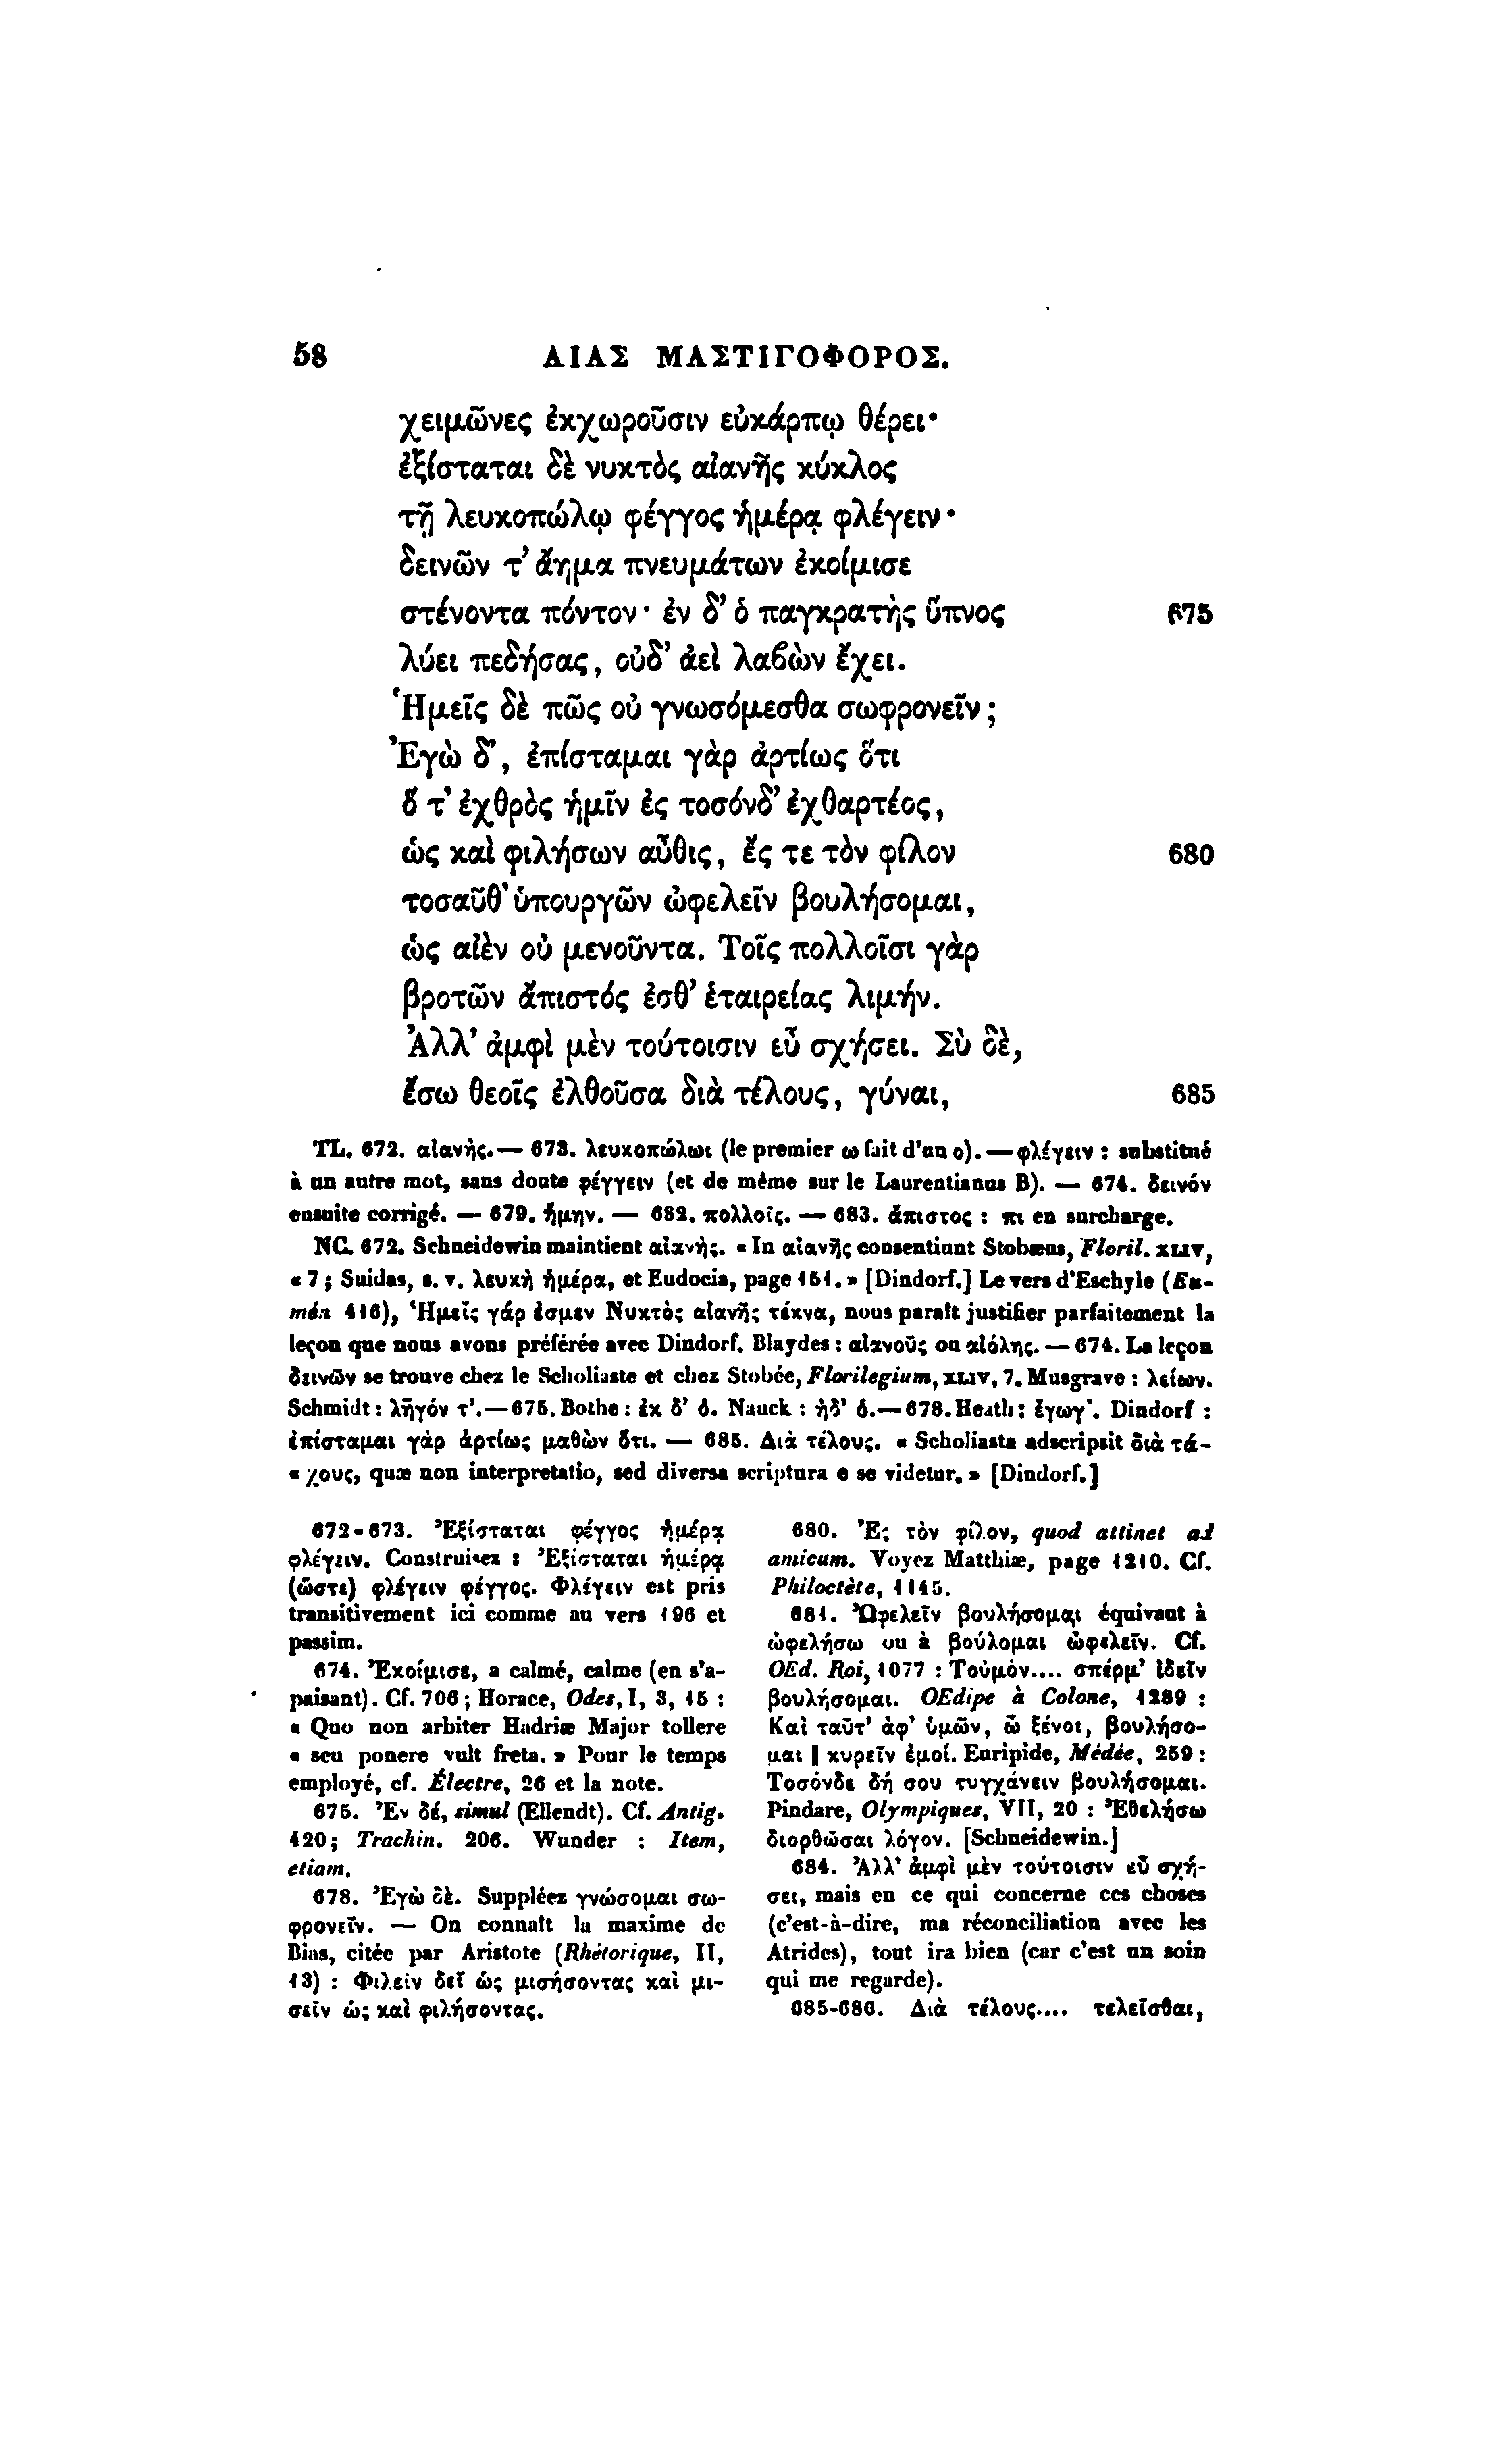 58 ΑΙΑΣ ΜΑΣΤΙΓΟΦΟΡΟΣ.
χειμῶνες ἐκχωροῦσιν εὐκάρπῳ θέρει·
ἐξίσταται δὲ νυκτὸς αἰανῆς κύκλος
τῇ λευκοπώλῳ φέγγος ἡμέρᾳ φλέγειν·
δεινῶν τ’ ἄημα πνευμάτων ἐκοίμισε
στένοντα πόντον· ἐν δ’ ὁ παγκρατὴς ὕπνος 675
λύει πεδήσας, οὐδ’ ἀεὶ λαβὼν ἔχει.
Ἡμεῖς δὲ πῶς οὐ γνωσόμεσθα σωφρονεῖν;
Ἐγὼ δ’, ἐπίσταμαι γὰρ ἀρτίως ὅτι
ὅ τ’ ἐχθρὸς ἡμῖν ἐς τοσόνδ’ ἐχθαρτέος,
ὡς καὶ φιλήσων αὖθις, ἔς τε τὸν φίλον 680
τοσαῦθ’ ὑπουργῶν ὠφελεῖν βουλήσομαι,
ὡς αἰὲν οὐ μενοῦντα. Τοῖς πολλοῖσι γὰρ
βροτῶν ἄπιστός ἐσθ’ ἑταιρείας λιμήν.
Ἀλλ’ ἀμφὶ μὲν τούτοισιν εὖ σχήσει. Σὺ δὲ,
ἔσω θεοῖς ἐλθοῦσα διὰ τέλους, γύναι, 685
TL. 672. αἰανὴς. — 673. λευκοπώλωι (le premier ω fait d'un ο). — φλέγειν : substitué
à un autre mot, sans doute φέγγειν (et de même sur le Laurentianus B). — 674. δεινόν
ensuite corrigé. — 679. ἥμην. — 682. πολλοῖς. — 683. ἄπιστος : πι en surcharge.
NC. 672. Schneidewin maintient αἰανὴς. « In αἰανῆς consentiunt Stobæus, Floril. XLIV,
« 7; Suidas, s. v. λευκὴ ἡμέρα, et Eudocia, page 151. » [Dindorf.] Le vers d'Eschyle (Eu-
mén 416), Ἡμεῖς γάρ ἐσμεν Νυκτὸς αἰανῆς τέκνα, nous paraît justifier parfaitement la
leçon que nous avons préférée avec Dindorf. Blaydes : αἰανοῦς ou αἰόλης. — 674. La leçon
δεινῶν se trouve chez le Scholiaste et chez Stobée, Florilegium, XLIV, 7. Musgrave : λείων.
Schmidt : λῆγόν τ’. — 675. Bothe : ἐκ δ’ ὁ. Nauck : ἠδ’ ὁ. — 678. Heath : ἔγωγ’. Dindorf :
ἐπίσταμαι γὰρ ἀρτίως μαθὼν ὅτι. — 685. Διὰ τέλους. « Scholiasta adscripsit διὰ τά-
« χους, quæ non interpretatio, sed diversa scriptura e se videtur. » [Dindorf.]
672-673. Ἐξίσταται φέγγος ἡμέρᾳ
φλέγειν. Construisez : Ἐξίσταται ἡμέρᾳ
(ὥστε) φλέγειν φέγγος. Φλέγειν est pris
transitivement ici comme au vers 196 et
passim.
674. Ἐκοίμισε, a calmé, calme (en s'a-
paisant). Cf. 706; Horace, Odes, I, 3, 15 :
« Quo non arbiter Hadriæ Major tollere
« seu ponere vult freta. » Pour le temps
employé, cf. Électre, 26 et la note.
675. Ἐν δέ, simul (Ellendt). Cf. Antig.
420; Trachin. 206. Wunder : Item,
etiam.
678. Ἐγὼ δὲ. Suppléez γνώσομαι σω-
φρονεῖν. — On connaît la maxime de
Bias, citée par Aristote (Rhétorique, II,
13) : Φιλεῖν δεῖ ὡς μισήσοντας καὶ μι-
σεῖν ὡς καὶ φιλήσοντας.
680. Ἐς τὸν φίλον, quod attinet ad
amicum. Voyez Matthiæ, page 1210. Cf.
Philoctète, 1145.
681. Ὠφελεῖν βουλήσομαι équivaut à
ὠφελήσω ou à βούλομαι ὠφελεῖν. Cf.
OEd. Roi, 1077 : Τοὐμὸν.... σπέρμ’ ἰδεῖν
βουλήσομαι. OEdipe à Colone, 1289 :
Καὶ ταῦτ’ ἀφ’ ὑμῶν, ὦ ξένοι, βουλήσο-
μαι || κυρεῖν ἐμοί. Euripide, Médée, 259 :
Τοσόνδε δή σου τυγχάνειν βουλήσομαι.
Pindare, Olympiques, VII, 20 : Ἐθελήσω
διορθῶσαι λόγον. [Schneidewin.]
684. Ἀλλ’ ἀμφὶ μὲν τούτοισιν εὖ σχή-
σει, mais en ce qui concerne ces choses
(c'est-à-dire, ma réconciliation avec les
Atrides), tout ira bien (car c'est un soin
qui me regarde).
685-686. Διὰ τέλους.... τελεῖσθαι,